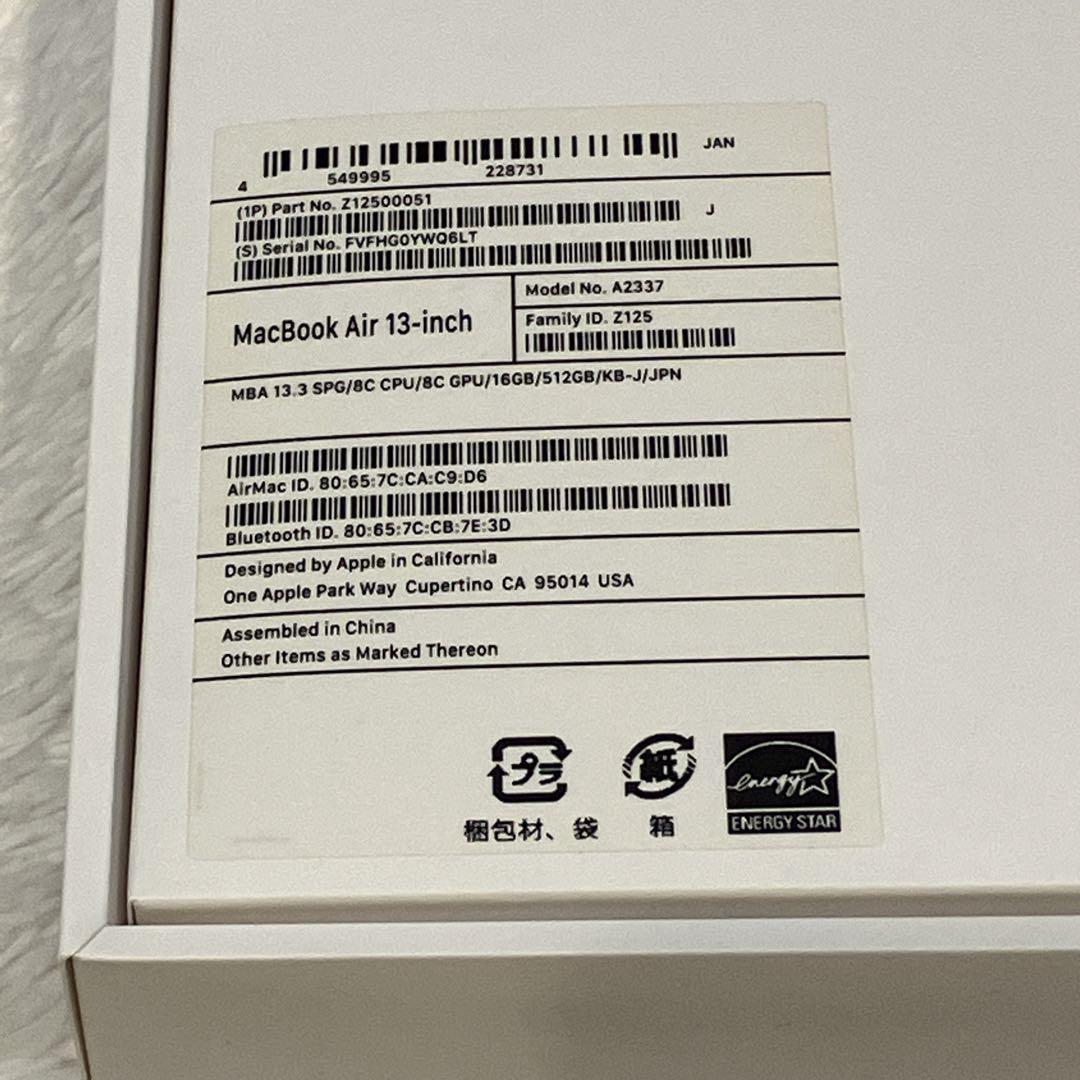 JAN
4 549995 228731
(1P) Part No. Z12500051
J
(S) Serial No. FVFHG0YWQ6LT
MacBook Air 13-inch
Model No. A2337
Family ID. Z125
MBA 13.3 SPG/8C CPU/8C GPU/16GB/512GB/KB-J/JPN
AirMac ID. 80:65:7C:CA:C9:D6
Bluetooth ID. 80:65:7C:CB:7E:3D
Designed by Apple in California
One Apple Park Way Cupertino CA 95014 USA
Assembled in China
Other Items as Marked Thereon
プラ
紙
energy
梱包材、袋
箱
ENERGY STAR